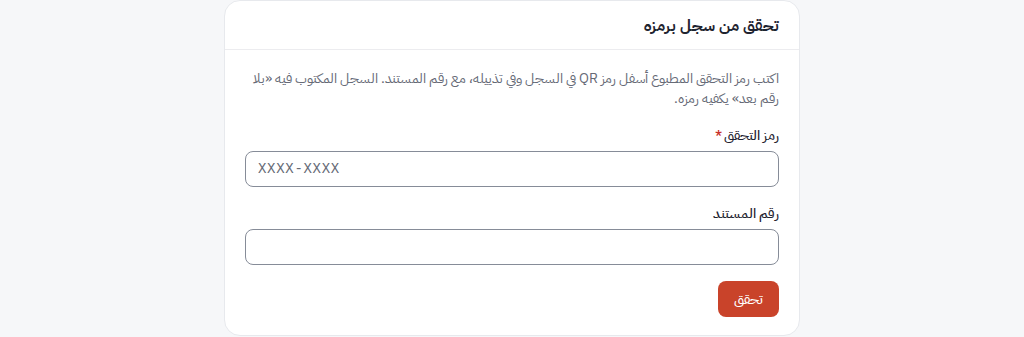 تحقق من سجل برمزه
اكتب رمز التحقق المطبوع أسفل رمز QR في السجل وفي تذييله، مع رقم المستند. السجل المكتوب فيه «بلا
رقم بعد» يكفيه رمزه.
رمز التحقق *
XXXX-XXXX
رقم المستند
تحقق